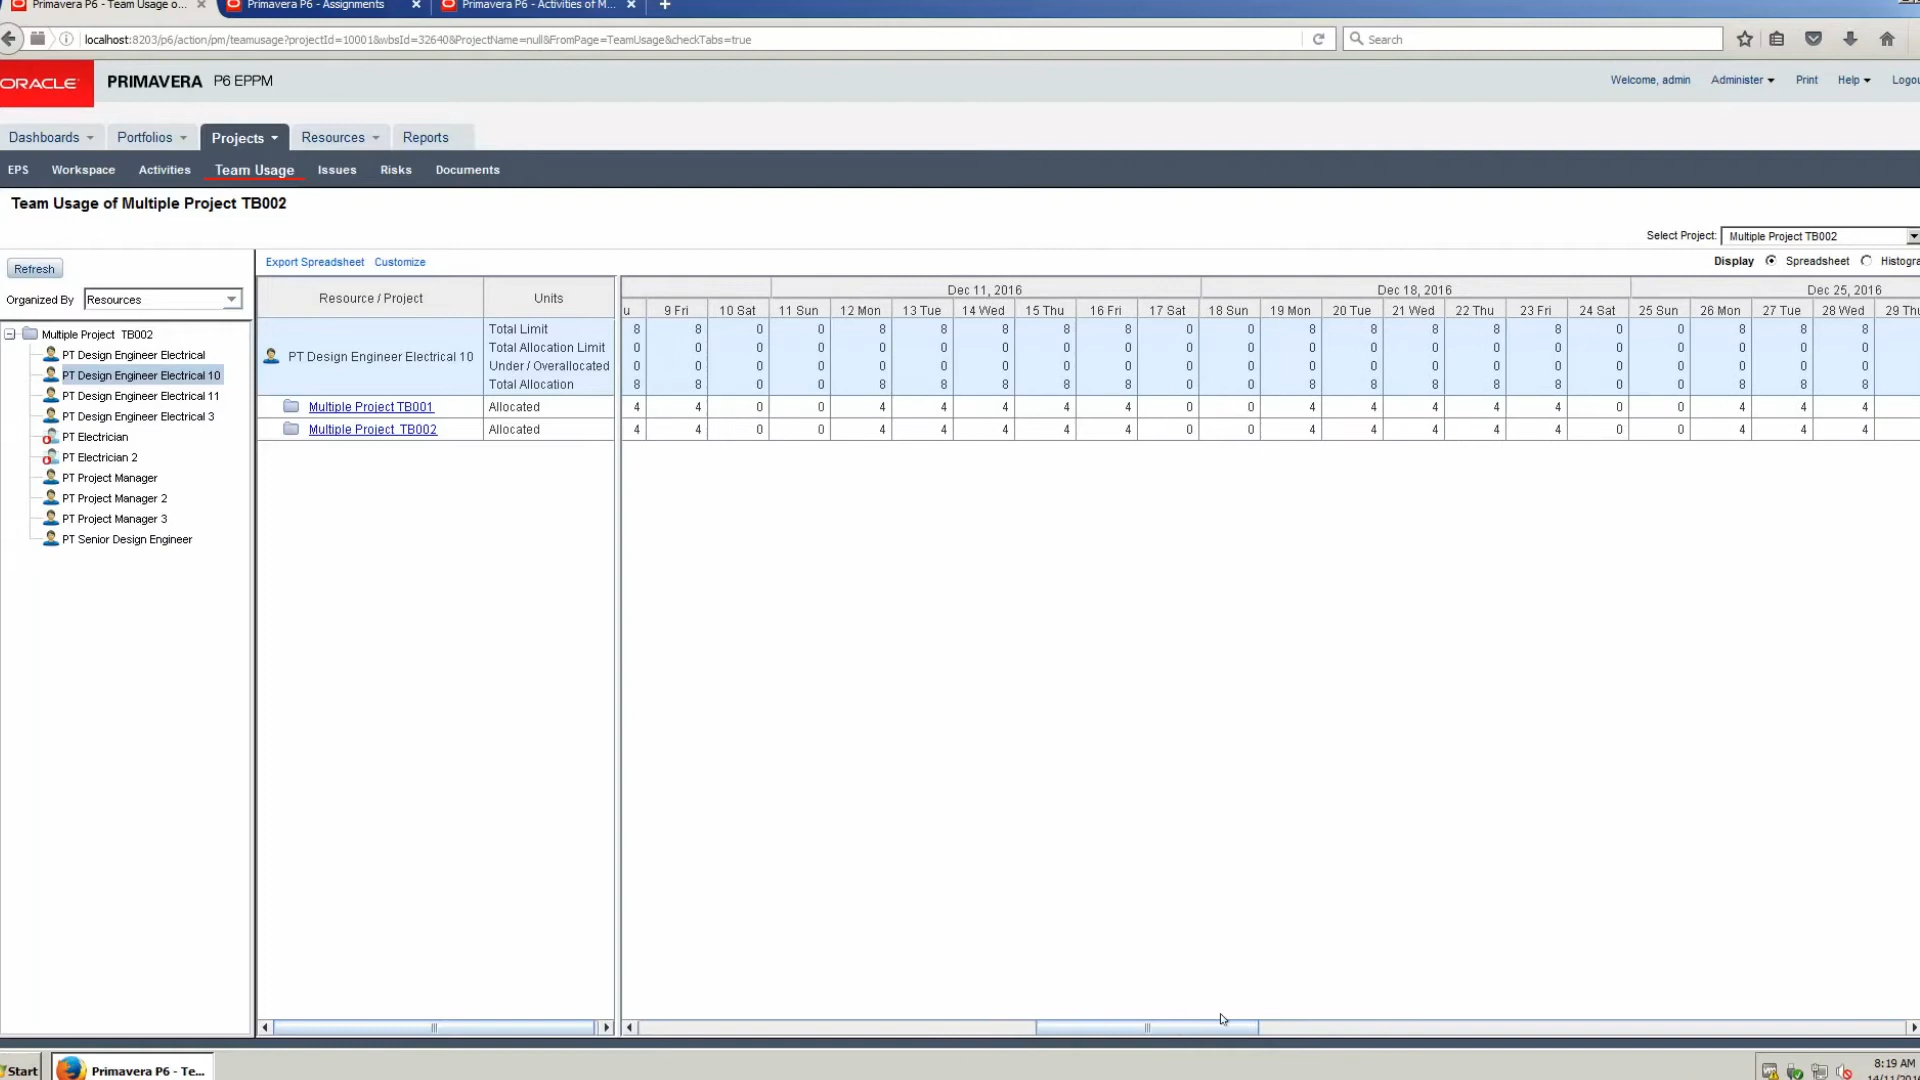 Primavera P6 - Team Usage o... × Primavera P6 - Assignments × Primavera P6 - Activities of M... × +
localhost:8203/p6/action/pm/teamusage?projectId=10001&wbsId=32640&ProjectName=null&FromPage=TeamUsage&checkTabs=true Search
ORACLE PRIMAVERA P6 EPPM Welcome, admin Administer Print Help Logou
Dashboards Portfolios Projects Resources Reports
EPS Workspace Activities Team Usage Issues Risks Documents
Team Usage of Multiple Project TB002
Select Project: Multiple Project TB002
Export Spreadsheet Customize Display Spreadsheet Histogra
Refresh
Organized By Resources
Multiple Project TB002
PT Design Engineer Electrical
PT Design Engineer Electrical 10
PT Design Engineer Electrical 11
PT Design Engineer Electrical 3
PT Electrician
PT Electrician 2
PT Project Manager
PT Project Manager 2
PT Project Manager 3
PT Senior Design Engineer
Resource / Project Units
Dec 11, 2016 Dec 18, 2016 Dec 25, 2016
u 9 Fri 10 Sat 11 Sun 12 Mon 13 Tue 14 Wed 15 Thu 16 Fri 17 Sat 18 Sun 19 Mon 20 Tue 21 Wed 22 Thu 23 Fri 24 Sat 25 Sun 26 Mon 27 Tue 28 Wed 29 Thu
PT Design Engineer Electrical 10
Total Limit 8 8 0 0 8 8 8 8 8 0 0 8 8 8 8 8 0 0 8 8 8
Total Allocation Limit 0 0 0 0 0 0 0 0 0 0 0 0 0 0 0 0 0 0 0 0 0
Under / Overallocated 0 0 0 0 0 0 0 0 0 0 0 0 0 0 0 0 0 0 0 0 0
Total Allocation 8 8 0 0 8 8 8 8 8 0 0 8 8 8 8 8 0 0 8 8 8
Multiple Project TB001 Allocated 4 4 0 0 4 4 4 4 4 0 0 4 4 4 4 4 0 0 4 4 4
Multiple Project TB002 Allocated 4 4 0 0 4 4 4 4 4 0 0 4 4 4 4 4 0 0 4 4 4
Start Primavera P6 - Te... 8:19 AM
14/11/201